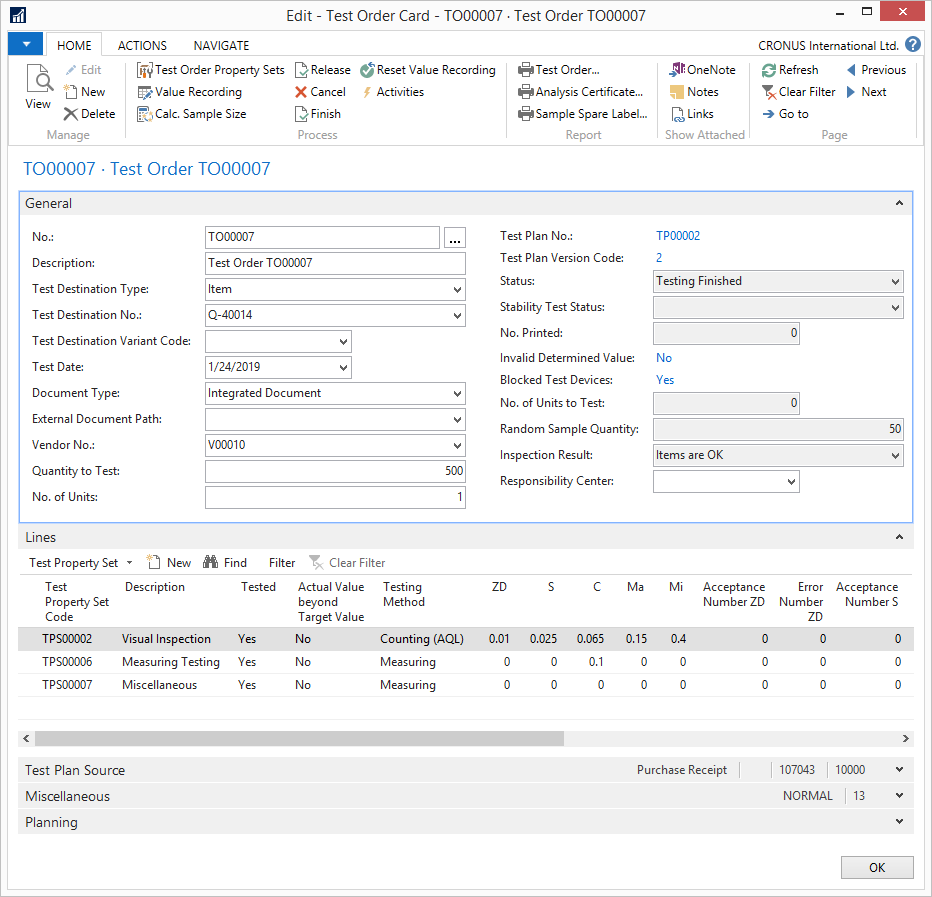 Edit - Test Order Card - TO00007 · Test Order TO00007
HOME ACTIONS NAVIGATE CRONUS International Ltd. ?
View
Edit
New
Delete
Manage
Test Order Property Sets
Value Recording
Calc. Sample Size
Release
Cancel
Finish
Reset Value Recording
Activities
Process
Test Order...
Analysis Certificate...
Sample Spare Label...
Report
OneNote
Notes
Links
Show Attached
Refresh
Clear Filter
Go to
Previous
Next
Page
TO00007 · Test Order TO00007
General
No.: TO00007 ...
Description: Test Order TO00007
Test Destination Type: Item
Test Destination No.: Q-40014
Test Destination Variant Code:
Test Date: 1/24/2019
Document Type: Integrated Document
External Document Path:
Vendor No.: V00010
Quantity to Test: 500
No. of Units: 1
Test Plan No.: TP00002
Test Plan Version Code: 2
Status: Testing Finished
Stability Test Status:
No. Printed: 0
Invalid Determined Value: No
Blocked Test Devices: Yes
No. of Units to Test: 0
Random Sample Quantity: 50
Inspection Result: Items are OK
Responsibility Center:
Lines
Test Property Set New Find Filter Clear Filter
Test Property Set Code Description Tested Actual Value beyond Target Value Testing Method ZD S C Ma Mi Acceptance Number ZD Error Number ZD Acceptance Number S
TPS00002 Visual Inspection Yes No Counting (AQL) 0.01 0.025 0.065 0.15 0.4 0 0 0
TPS00006 Measuring Testing Yes No Measuring 0 0 0.1 0 0 0 0 0
TPS00007 Miscellaneous Yes No Measuring 0 0 0 0 0 0 0 0
Test Plan Source Purchase Receipt 107043 10000
Miscellaneous NORMAL 13
Planning
OK